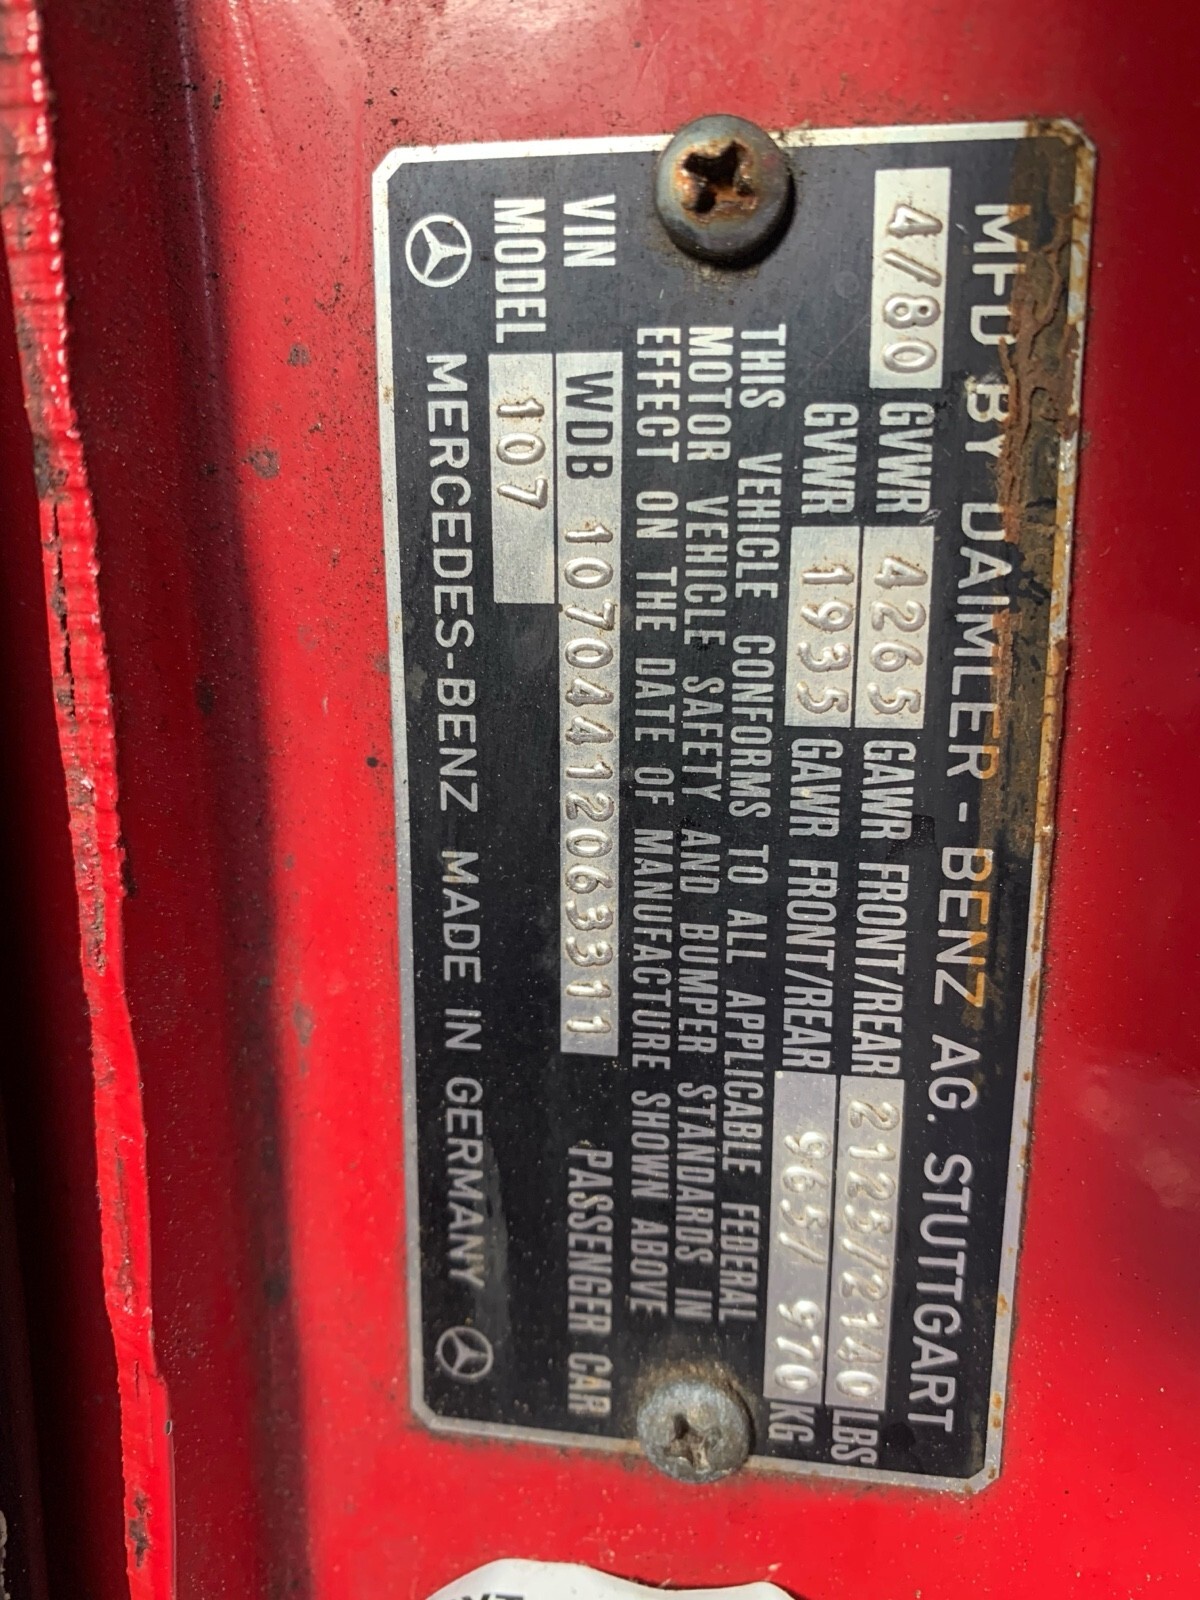 MFD BY DAIMLER-BENZ AG. STUTTGART
4/80 GVWR 4265 GAWR FRONT/REAR 2125/2140 LBS
GVWR 1935 GAWR FRONT/REAR 965/ 970 KG
THIS VEHICLE CONFORMS TO ALL APPLICABLE FEDERAL
MOTOR VEHICLE SAFETY AND BUMPER STANDARDS IN
EFFECT ON THE DATE OF MANUFACTURE SHOWN ABOVE
VIN WDB 10704412063311 PASSENGER CAR
MODEL 107
MERCEDES-BENZ MADE IN GERMANY